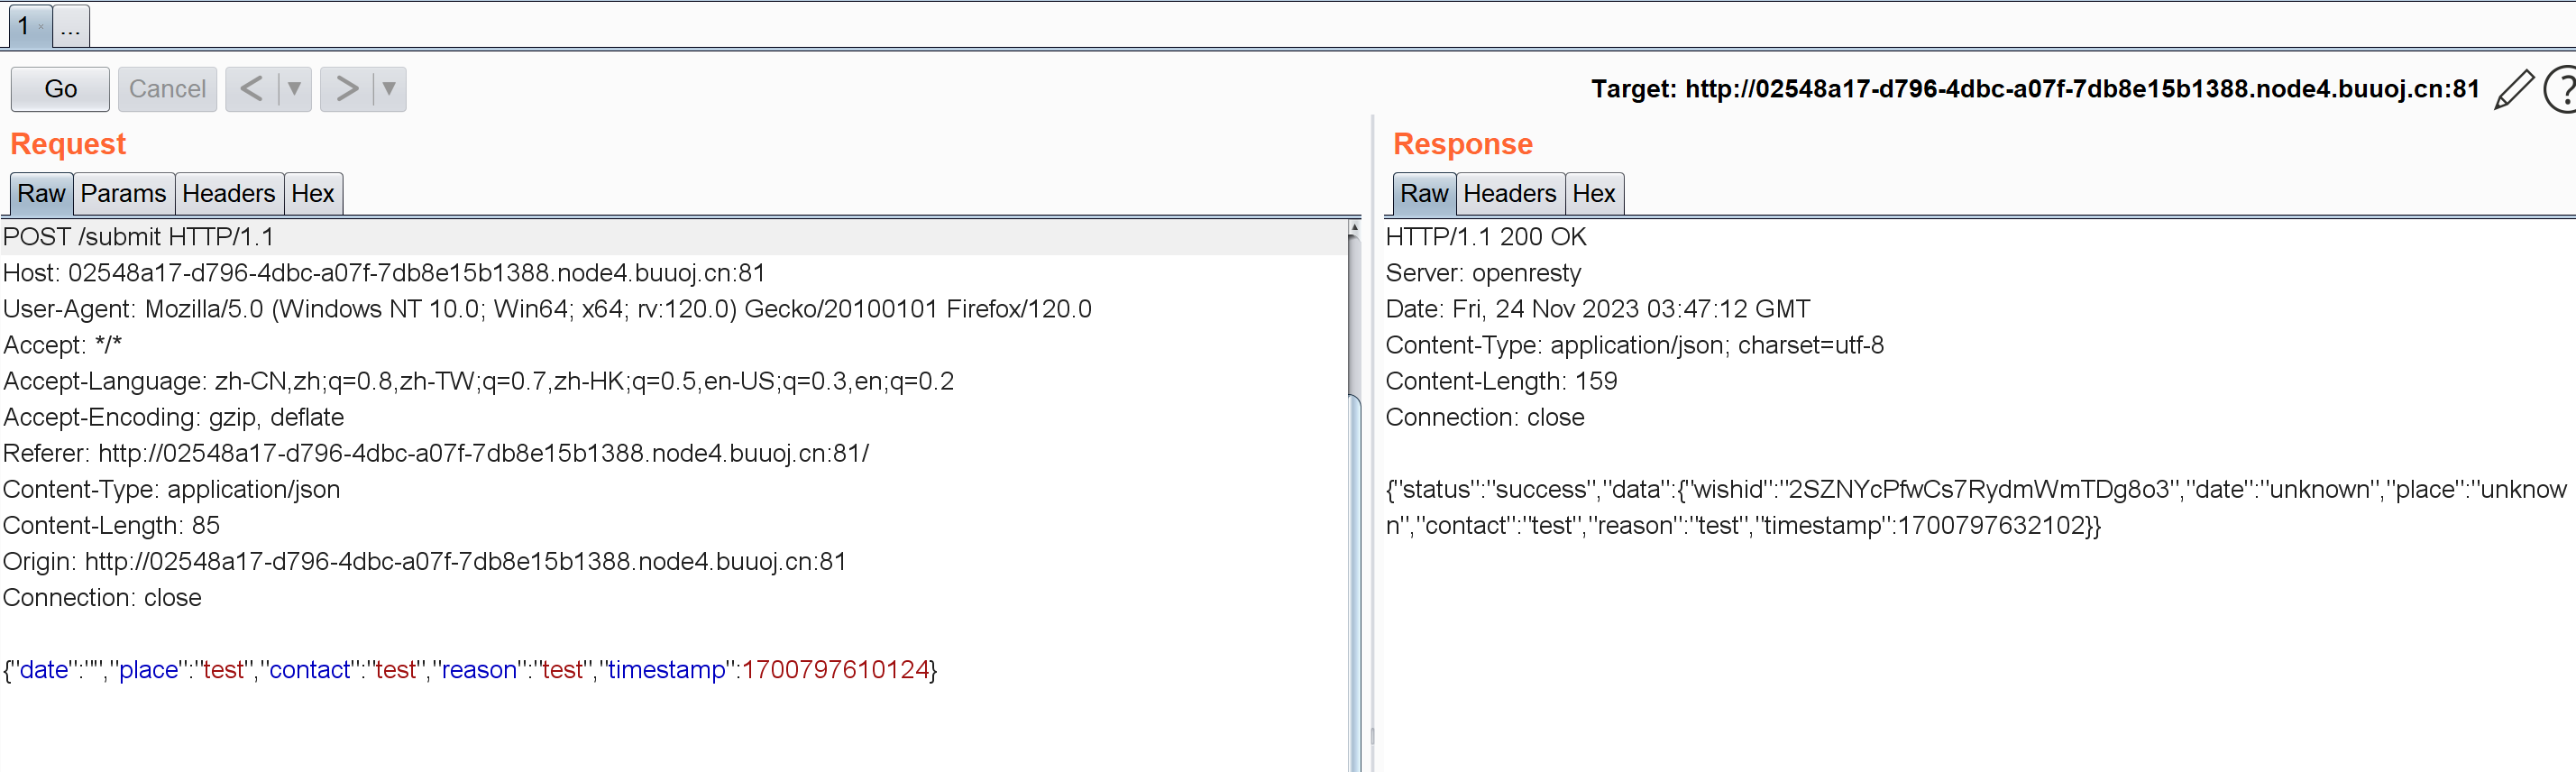 1 × ...
Go Cancel < ▼ > ▼ Target: http://02548a17-d796-4dbc-a07f-7db8e15b1388.node4.buuoj.cn:81 ?
Request
Raw Params Headers Hex
POST /submit HTTP/1.1
Host: 02548a17-d796-4dbc-a07f-7db8e15b1388.node4.buuoj.cn:81
User-Agent: Mozilla/5.0 (Windows NT 10.0; Win64; x64; rv:120.0) Gecko/20100101 Firefox/120.0
Accept: */*
Accept-Language: zh-CN,zh;q=0.8,zh-TW;q=0.7,zh-HK;q=0.5,en-US;q=0.3,en;q=0.2
Accept-Encoding: gzip, deflate
Referer: http://02548a17-d796-4dbc-a07f-7db8e15b1388.node4.buuoj.cn:81/
Content-Type: application/json
Content-Length: 85
Origin: http://02548a17-d796-4dbc-a07f-7db8e15b1388.node4.buuoj.cn:81
Connection: close
{"date":"","place":"test","contact":"test","reason":"test","timestamp":1700797610124}
Response
Raw Headers Hex
HTTP/1.1 200 OK
Server: openresty
Date: Fri, 24 Nov 2023 03:47:12 GMT
Content-Type: application/json; charset=utf-8
Content-Length: 159
Connection: close
{"status":"success","data":{"wishid":"2SZNYcPfwCs7RydmWmTDg8o3","date":"unknown","place":"unknow
n","contact":"test","reason":"test","timestamp":1700797632102}}